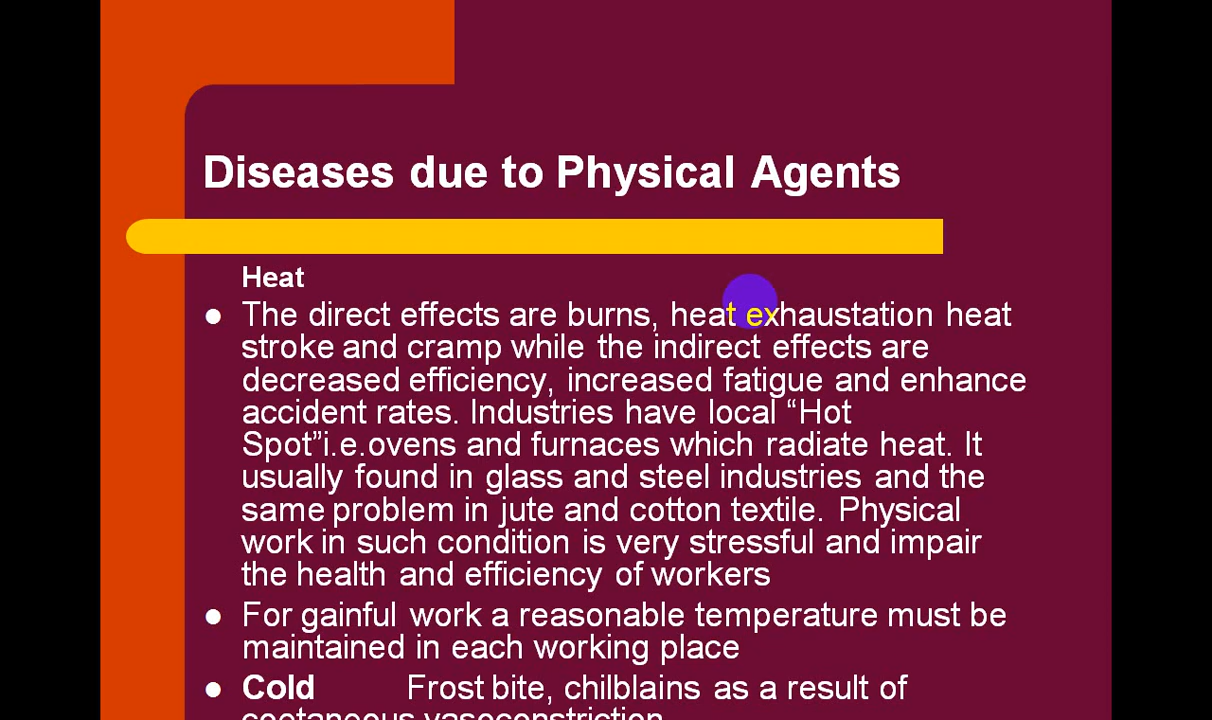 Diseases due to Physical Agents
Heat
The direct effects are burns, heat exhaustation heat
stroke and cramp while the indirect effects are
decreased efficiency, increased fatigue and enhance
accident rates. Industries have local “Hot
Spot”i.e.ovens and furnaces which radiate heat. It
usually found in glass and steel industries and the
same problem in jute and cotton textile. Physical
work in such condition is very stressful and impair
the health and efficiency of workers
For gainful work a reasonable temperature must be
maintained in each working place
Cold Frost bite, chilblains as a result of
coetaneous vasoconstriction